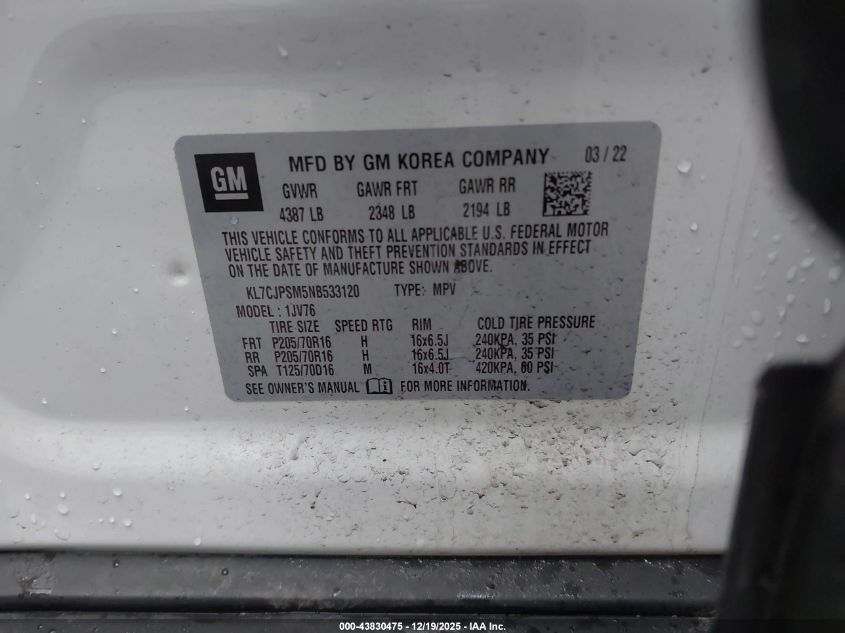 GM MFD BY GM KOREA COMPANY 03 / 22
GVWR GAWR FRT GAWR RR
4387 LB 2348 LB 2194 LB
THIS VEHICLE CONFORMS TO ALL APPLICABLE U.S. FEDERAL MOTOR
VEHICLE SAFETY AND THEFT PREVENTION STANDARDS IN EFFECT
ON THE DATE OF MANUFACTURE SHOWN ABOVE.
KL7CJPSM5NB533120 TYPE: MPV
MODEL : 1JV76
TIRE SIZE SPEED RTG RIM COLD TIRE PRESSURE
FRT P205/70R16 H 16x6.5J 240KPA, 35 PSI
RR P205/70R16 H 16x6.5J 240KPA, 35 PSI
SPA T125/70D16 M 16x4.0T 420KPA, 60 PSI
SEE OWNER'S MANUAL FOR MORE INFORMATION.
000-43830475 - 12/19/2025 - IAA Inc.